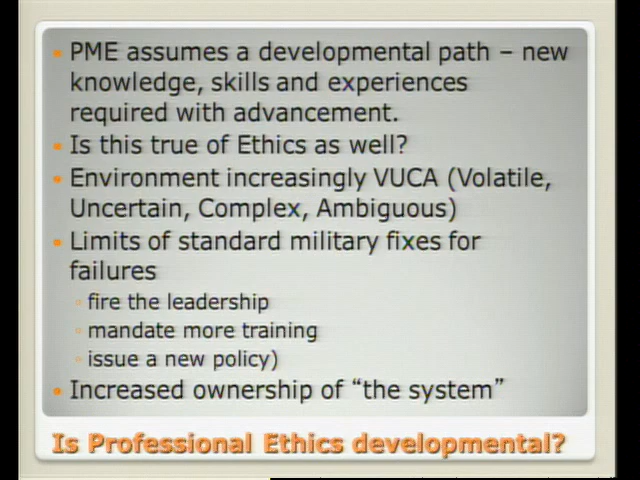 PME assumes a developmental path – new
knowledge, skills and experiences
required with advancement.
Is this true of Ethics as well?
Environment increasingly VUCA (Volatile,
Uncertain, Complex, Ambiguous)
Limits of standard military fixes for
failures
fire the leadership
mandate more training
issue a new policy)
Increased ownership of “the system”
Is Professional Ethics developmental?